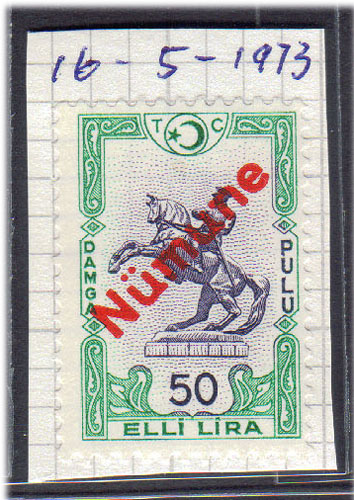 16-5-1973
T C
DAMGA
PULU
Nümune
50
ELLİ LİRA